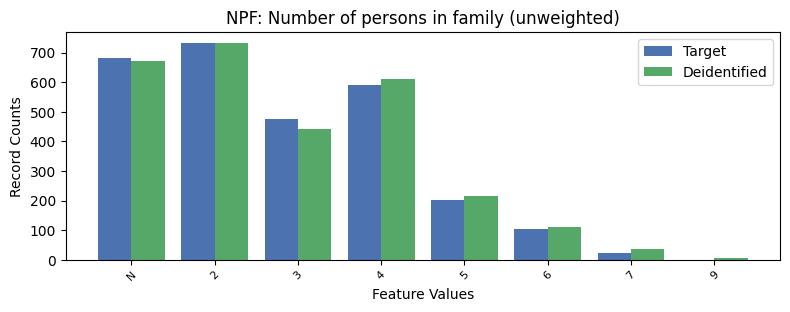 NPF: Number of persons in family (unweighted)
Target
Deidentified
Record Counts
700
600
500
400
300
200
100
0
N 2 3 4 5 6 7 9
Feature Values